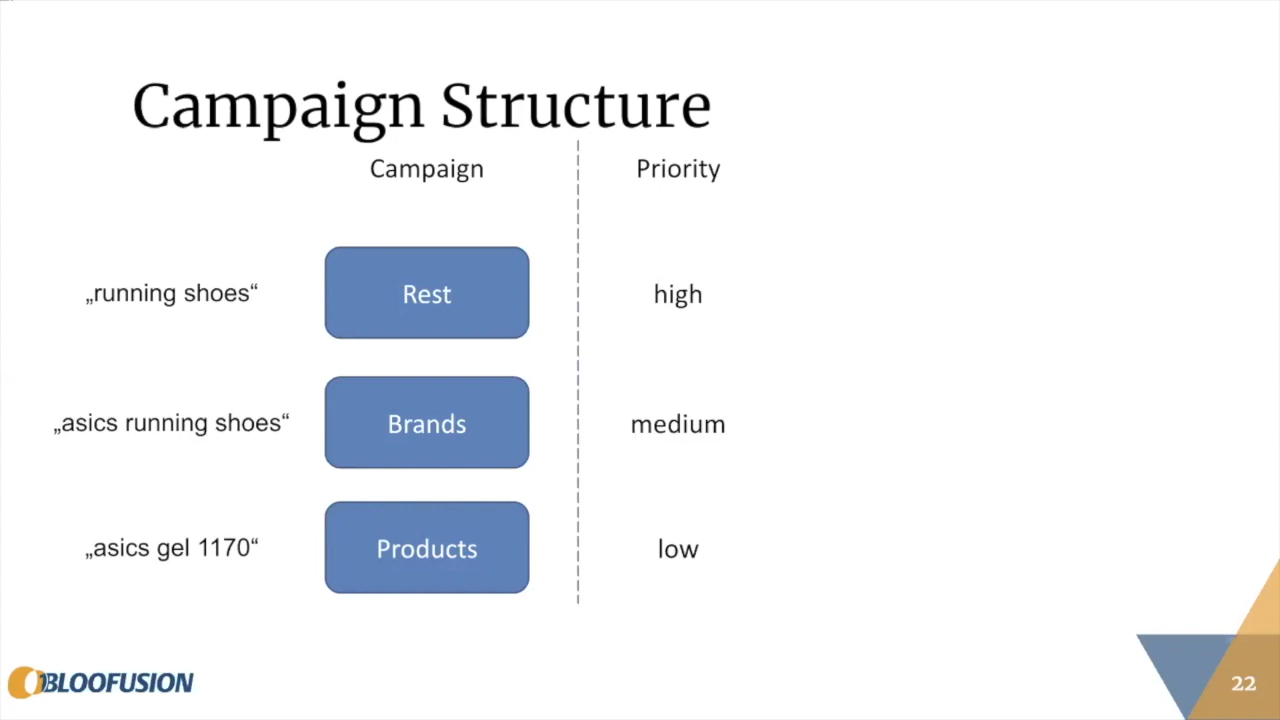 Campaign Structure
Campaign Priority
„running shoes“ Rest high
„asics running shoes“ Brands medium
„asics gel 1170“ Products low
BLOOFUSION
22